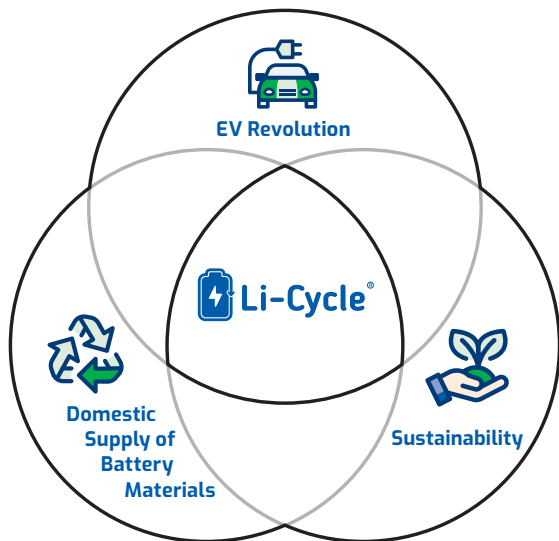 EV Revolution
Li-Cycle®
Domestic
Supply of
Battery
Materials
Sustainability